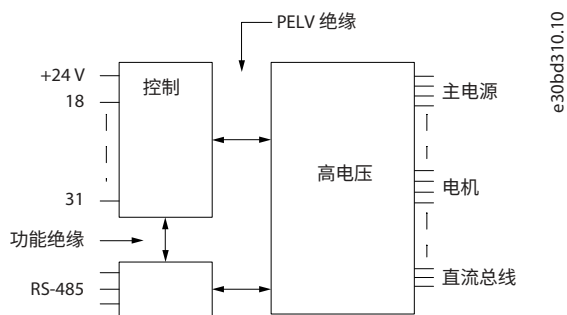 PELV 绝缘
+24 V
控制
18
31
功能绝缘
RS-485
高电压
主电源
电机
直流总线
e30bd310.10